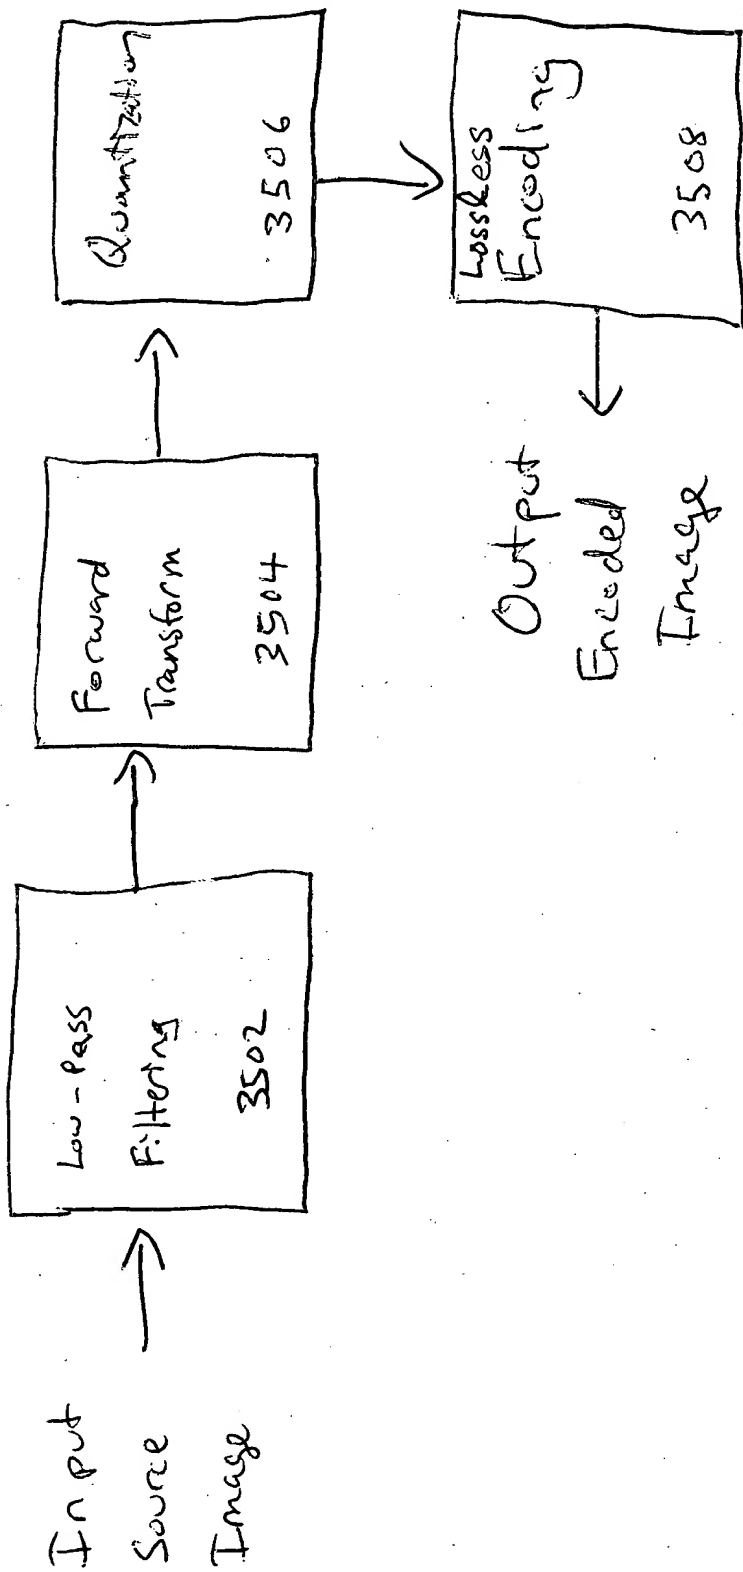 Input
Source
Image
Low-Pass
Filtering
3502
Forward
Transform
3504
Quantization
3506
Lossless
Encoding
3508
Output
Encoded
Image